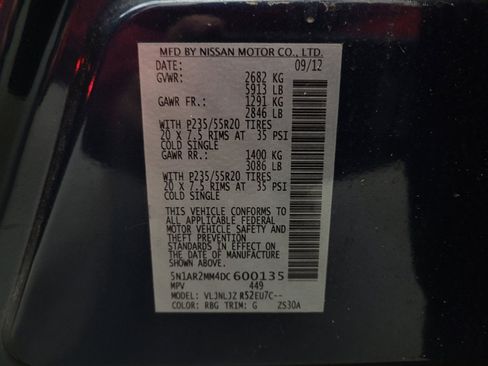 MFD BY NISSAN MOTOR CO., LTD.
DATE: 09/12
GVWR: 2682 KG
5913 LB
GAWR FR.: 1291 KG
2846 LB
WITH P235/55R20 TIRES
20 X 7.5 RIMS AT 35 PSI
COLD SINGLE
GAWR RR.: 1400 KG
3086 LB
WITH P235/55R20 TIRES
20 X 7.5 RIMS AT 35 PSI
COLD SINGLE
THIS VEHICLE CONFORMS TO
ALL APPLICABLE FEDERAL
MOTOR VEHICLE SAFETY AND
THEFT PREVENTION
STANDARDS IN EFFECT ON
THE DATE OF MANUFACTURE
SHOWN ABOVE.
5N1AR2MM4DC600135
MPV 449
MODEL: VLJNLJZ R52EU7C--
COLOR: RBG TRIM: G ZS30A